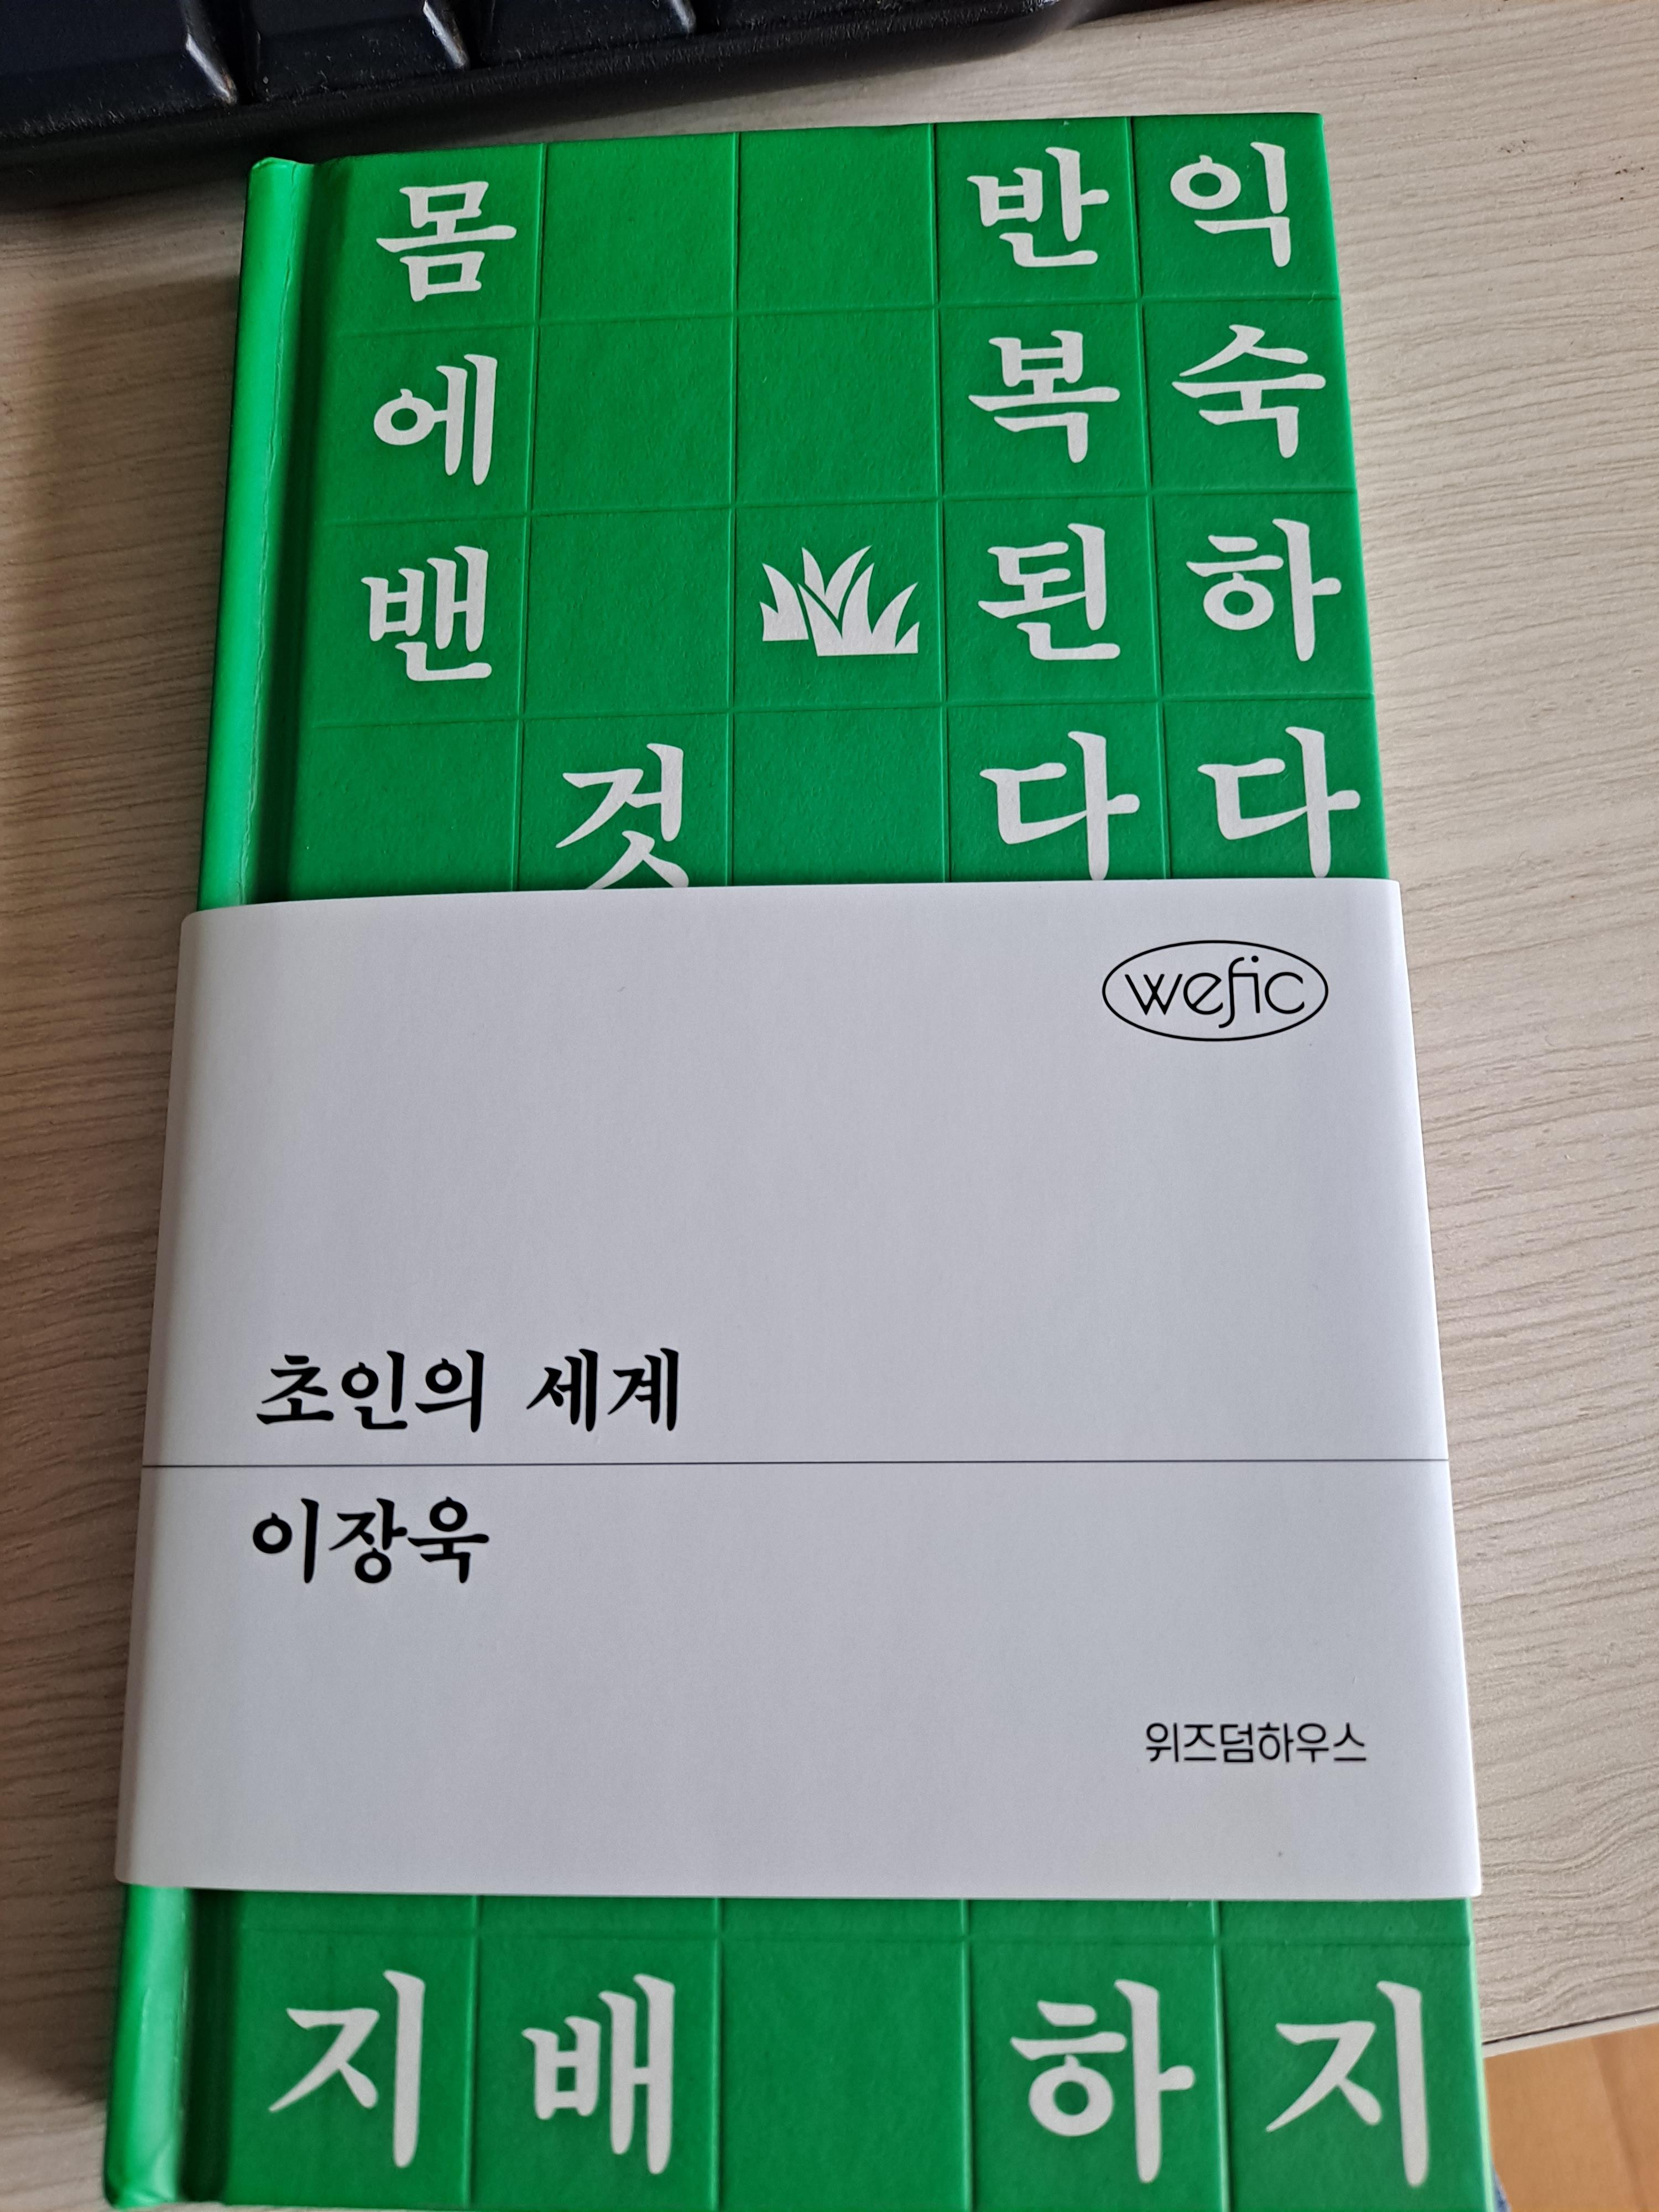 몸에밴
것
반복된다
익숙하다
wefic
초인의 세계
이장욱
위즈덤하우스
지 배 하 지